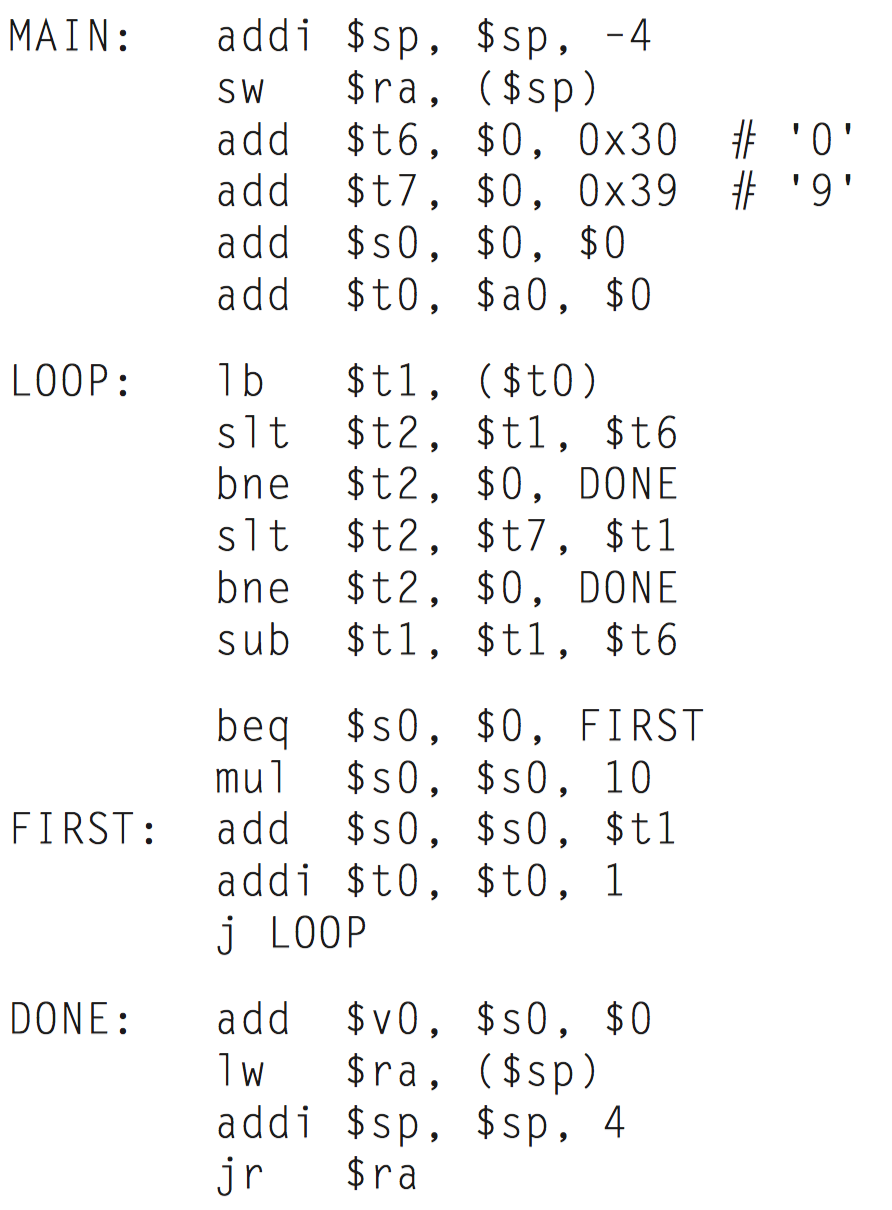 MAIN: addi $sp, $sp, -4
sw $ra, ($sp)
add $t6, $0, 0x30 # '0'
add $t7, $0, 0x39 # '9'
add $s0, $0, $0
add $t0, $a0, $0
LOOP: lb $t1, ($t0)
slt $t2, $t1, $t6
bne $t2, $0, DONE
slt $t2, $t7, $t1
bne $t2, $0, DONE
sub $t1, $t1, $t6
beq $s0, $0, FIRST
mul $s0, $s0, 10
FIRST: add $s0, $s0, $t1
addi $t0, $t0, 1
j LOOP
DONE: add $v0, $s0, $0
lw $ra, ($sp)
addi $sp, $sp, 4
jr $ra